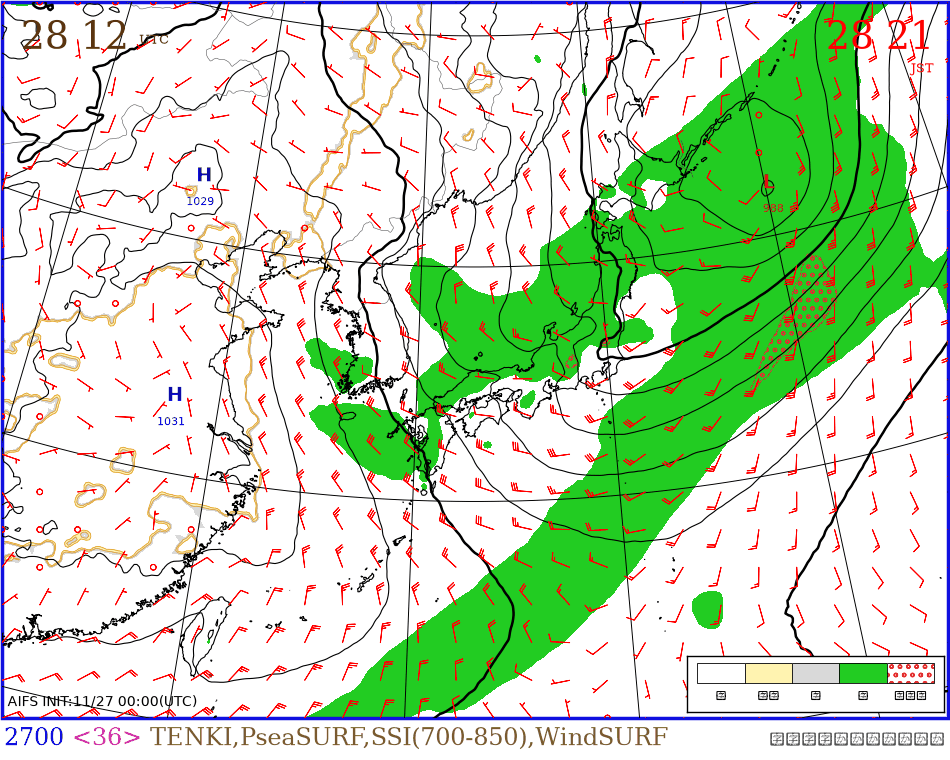 28 12 UTC
28 21
JST
H
1029
L
988
H
1031
AIFS INIT:11/27 00:00(UTC)
2700 <36> TENKI,PseaSURF,SSI(700-850),WindSURF